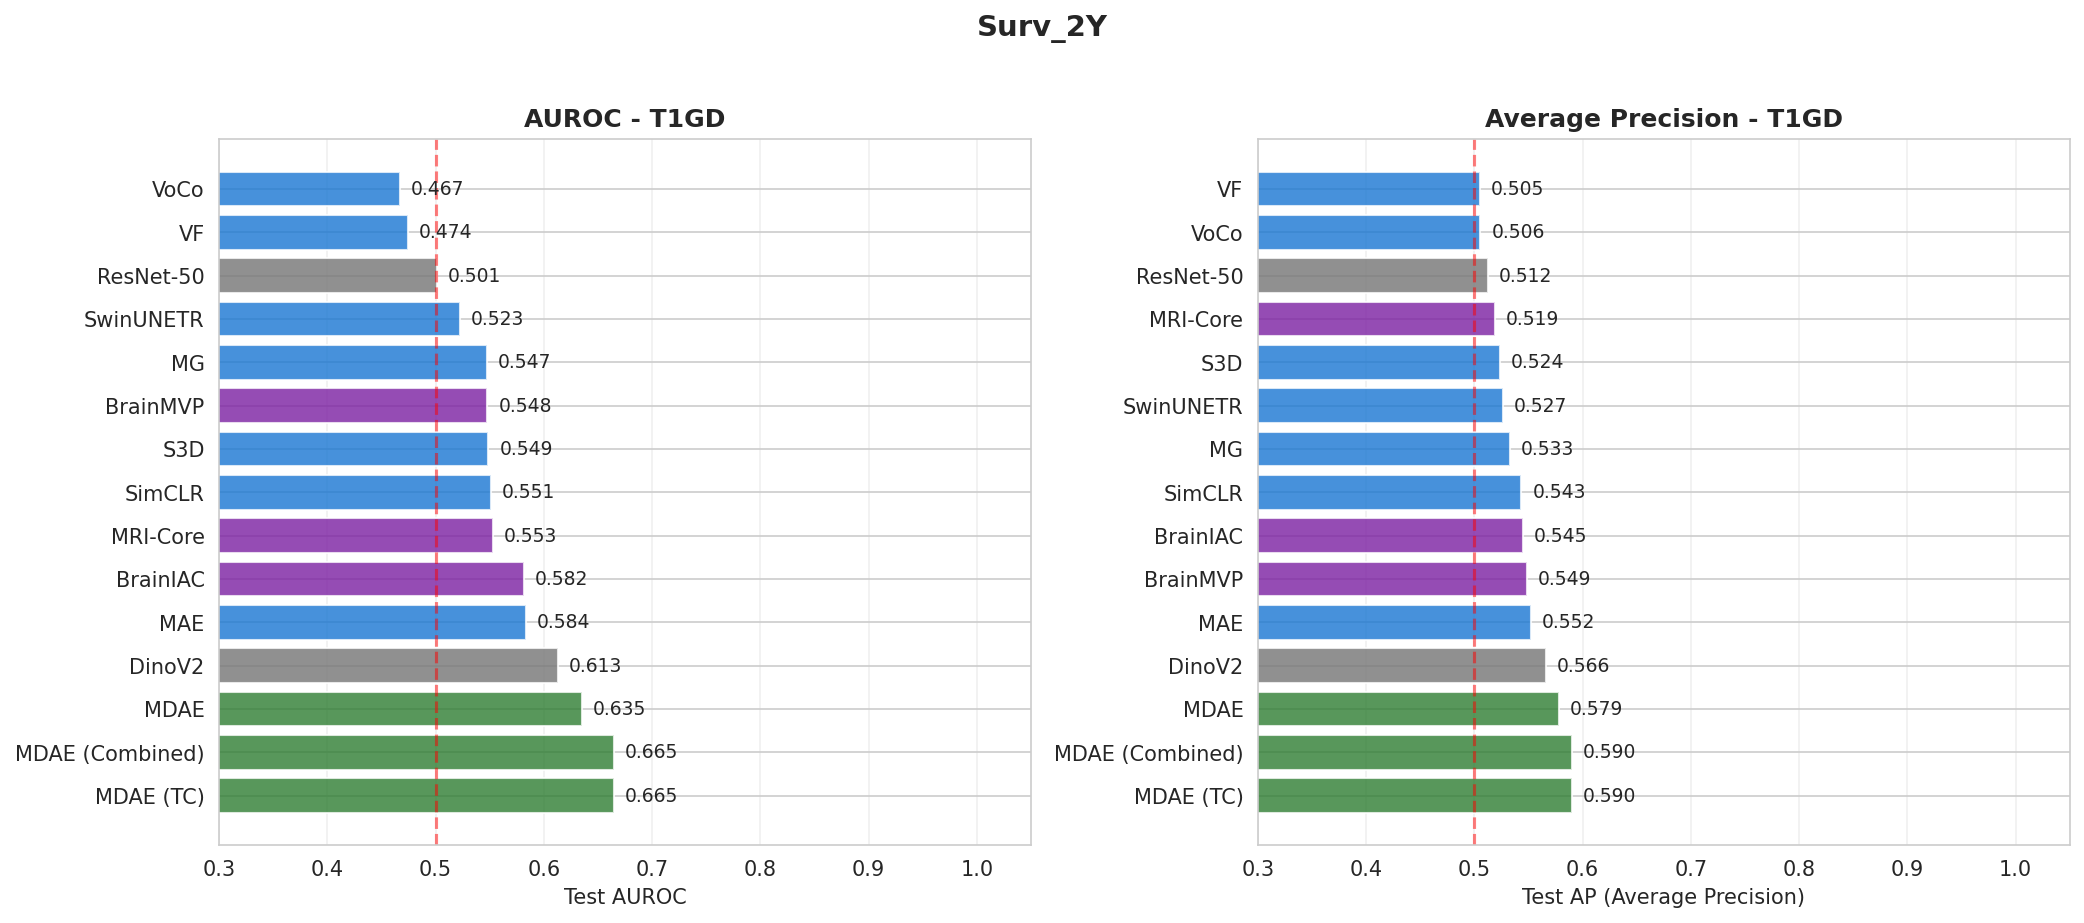 Surv_2Y
AUROC - T1GD
VoCo 0.467
VF 0.474
ResNet-50 0.501
SwinUNETR 0.523
MG 0.547
BrainMVP 0.548
S3D 0.549
SimCLR 0.551
MRI-Core 0.553
BrainIAC 0.582
MAE 0.584
DinoV2 0.613
MDAE 0.635
MDAE (Combined) 0.665
MDAE (TC) 0.665
0.3 0.4 0.5 0.6 0.7 0.8 0.9 1.0
Test AUROC
Average Precision - T1GD
VF 0.505
VoCo 0.506
ResNet-50 0.512
MRI-Core 0.519
S3D 0.524
SwinUNETR 0.527
MG 0.533
SimCLR 0.543
BrainIAC 0.545
BrainMVP 0.549
MAE 0.552
DinoV2 0.566
MDAE 0.579
MDAE (Combined) 0.590
MDAE (TC) 0.590
0.3 0.4 0.5 0.6 0.7 0.8 0.9 1.0
Test AP (Average Precision)